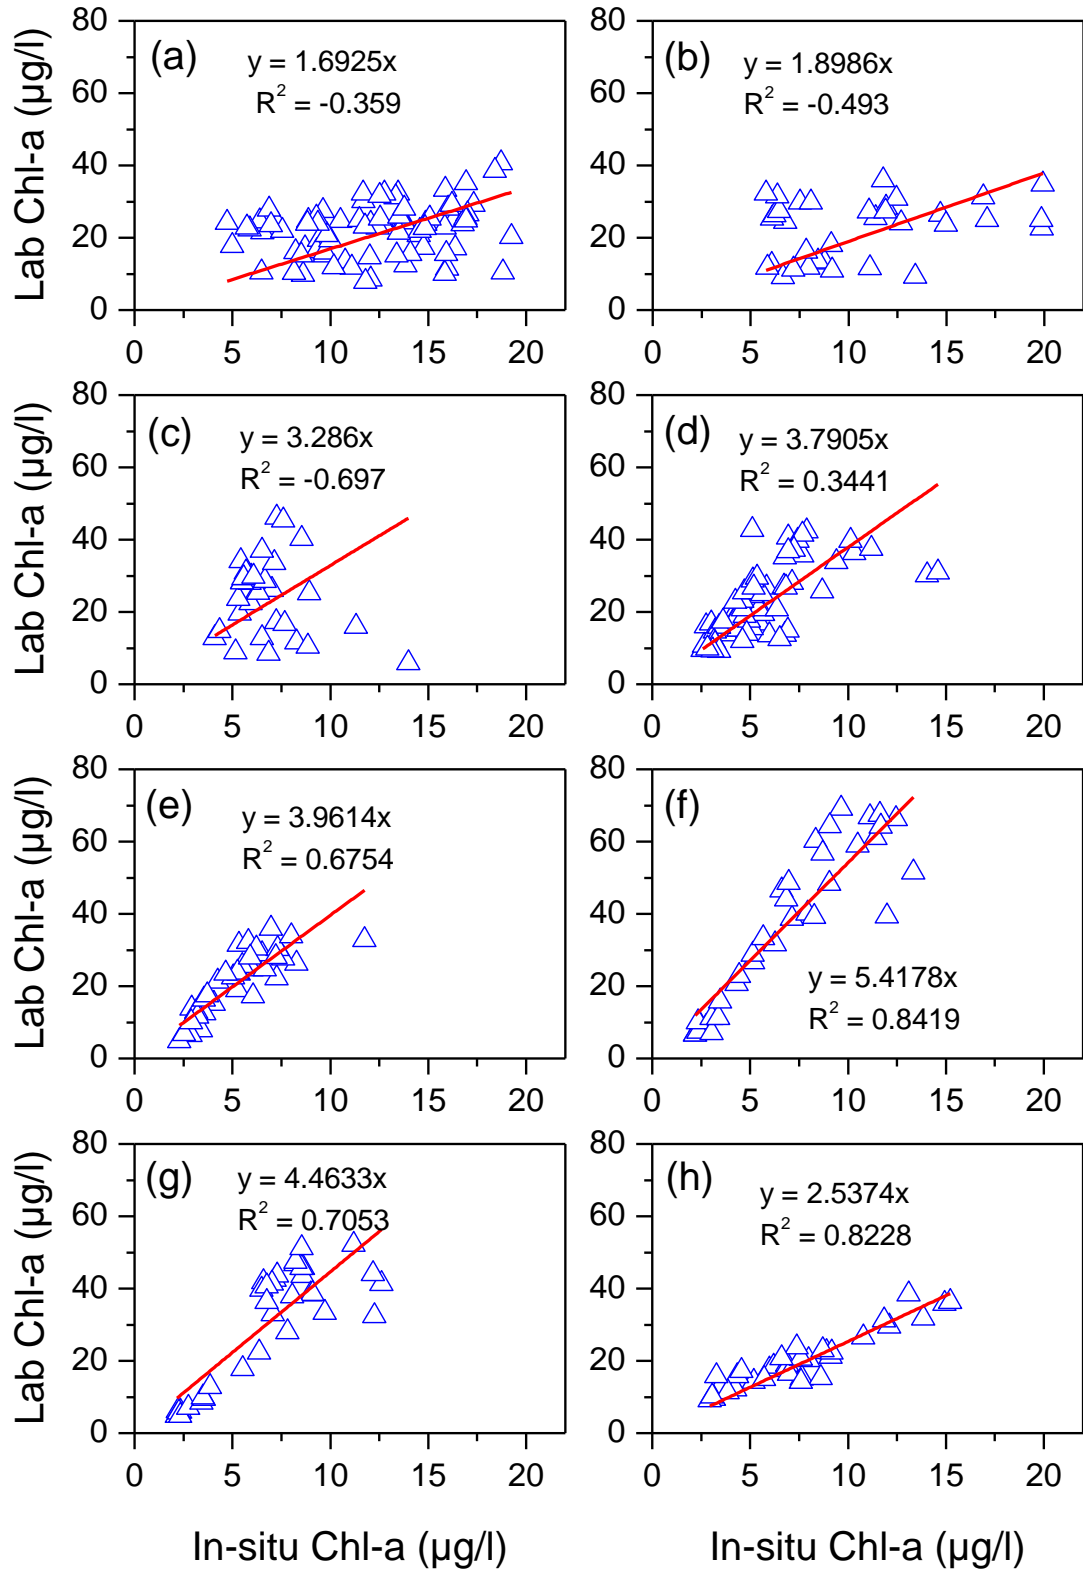 80
60
40
20
0
Lab Chl-a (µg/l)
(a)
y = 1.6925x
R² = -0.359
0 5 10 15 20
80
60
40
20
0
(b)
y = 1.8986x
R² = -0.493
0 5 10 15 20
80
60
40
20
0
Lab Chl-a (µg/l)
(c)
y = 3.286x
R² = -0.697
0 5 10 15 20
80
60
40
20
0
(d)
y = 3.7905x
R² = 0.3441
0 5 10 15 20
80
60
40
20
0
Lab Chl-a (µg/l)
(e)
y = 3.9614x
R² = 0.6754
0 5 10 15 20
80
60
40
20
0
(f)
y = 5.4178x
R² = 0.8419
0 5 10 15 20
80
60
40
20
0
Lab Chl-a (µg/l)
(g)
y = 4.4633x
R² = 0.7053
0 5 10 15 20
In-situ Chl-a (µg/l)
80
60
40
20
0
(h)
y = 2.5374x
R² = 0.8228
0 5 10 15 20
In-situ Chl-a (µg/l)